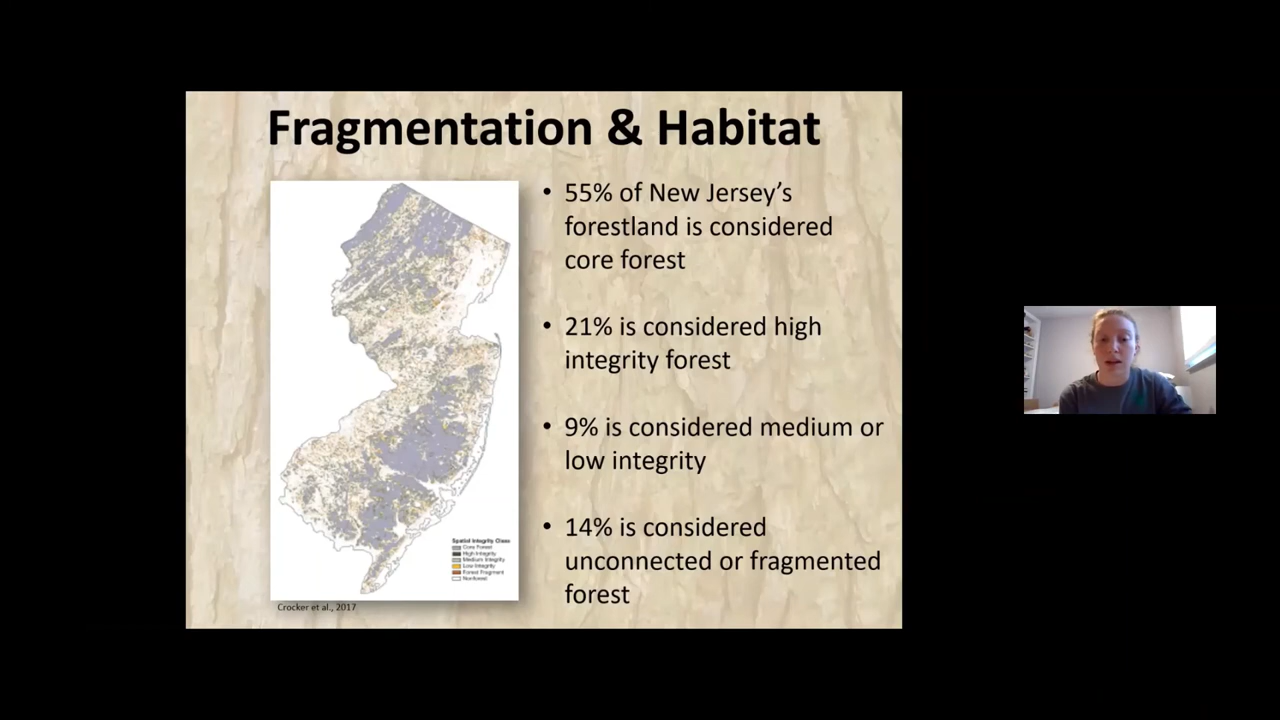 Fragmentation & Habitat
• 55% of New Jersey’s
forestland is considered
core forest
• 21% is considered high
integrity forest
• 9% is considered medium or
low integrity
• 14% is considered
unconnected or fragmented
forest
Spatial Integrity Class
Core Forest
High Integrity
Medium Integrity
Low Integrity
Forest Fragment
Nonforest
Crocker et al., 2017